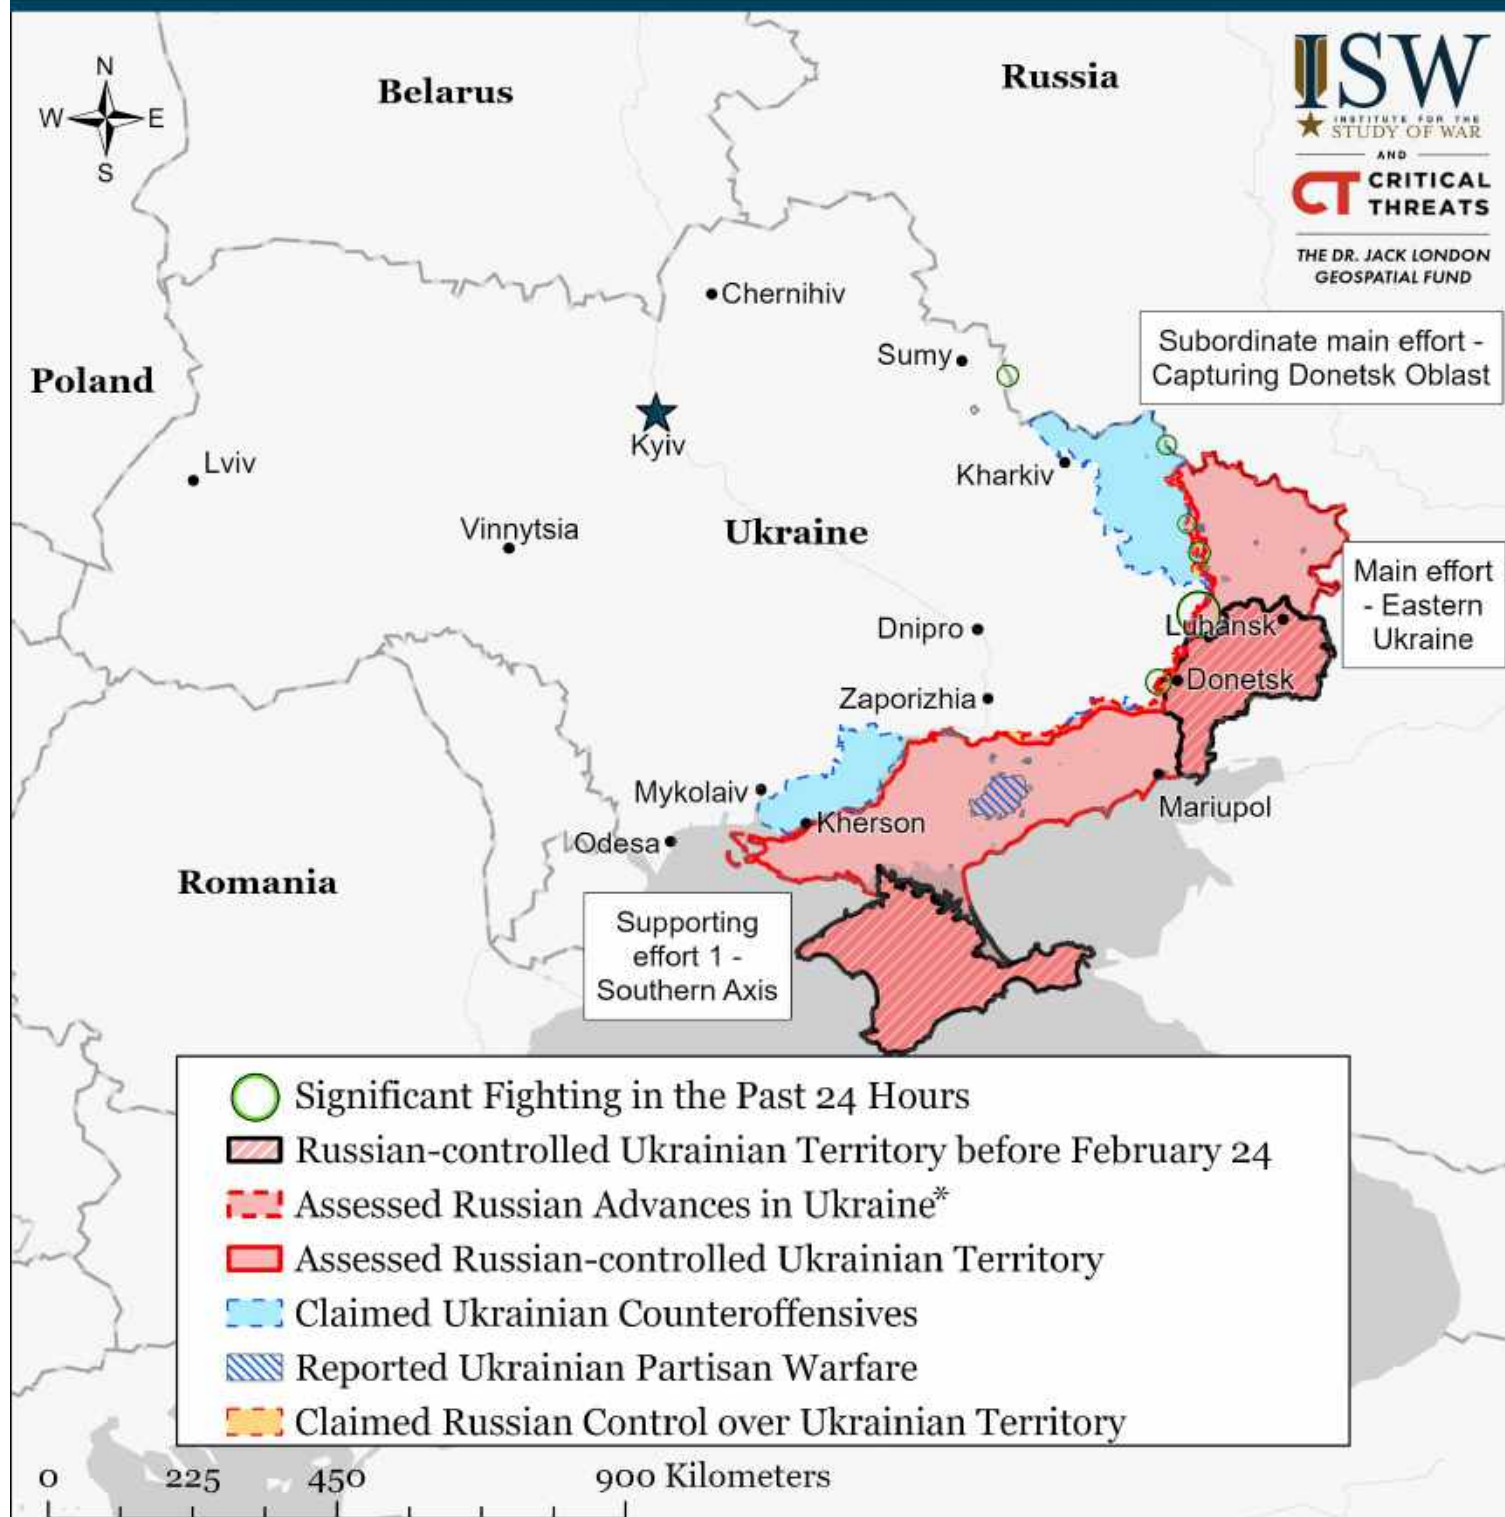 N
W
E
S
Belarus
Russia
ISW
INSTITUTE FOR THE
STUDY OF WAR
AND
CT CRITICAL
THREATS
THE DR. JACK LONDON
GEOSPATIAL FUND
Chernihiv
Subordinate main effort -
Capturing Donetsk Oblast
Sumy
Poland
Kyiv
Lviv
Kharkiv
Vinnytsia
Ukraine
Main effort
- Eastern
Ukraine
Dnipro
Luhansk
Donetsk
Zaporizhia
Mykolaiv
Mariupol
Kherson
Odesa
Romania
Supporting
effort 1 -
Southern Axis
Significant Fighting in the Past 24 Hours
Russian-controlled Ukrainian Territory before February 24
Assessed Russian Advances in Ukraine*
Assessed Russian-controlled Ukrainian Territory
Claimed Ukrainian Counteroffensives
Reported Ukrainian Partisan Warfare
Claimed Russian Control over Ukrainian Territory
0 225 450 900 Kilometers